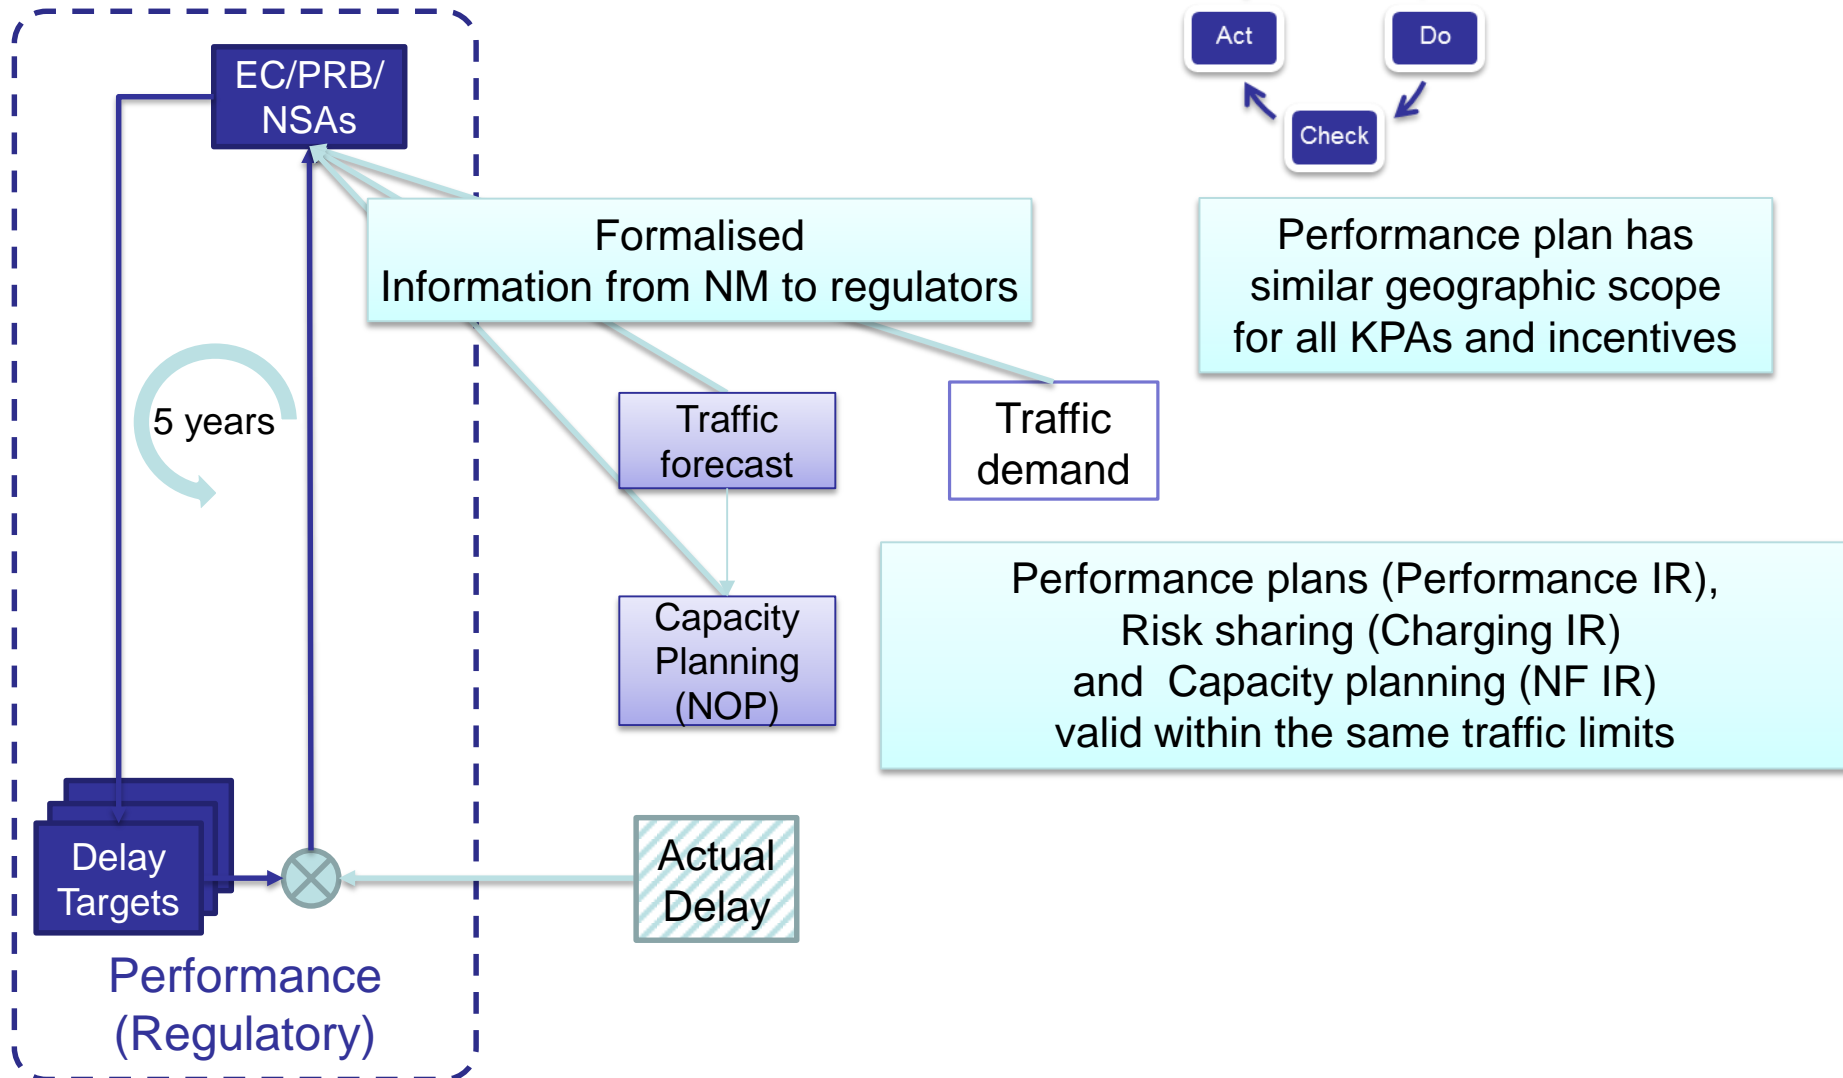 EC/PRB/
NSAs
Act
Do
Check
Formalised
Information from NM to regulators
Performance plan has
similar geographic scope
for all KPAs and incentives
5 years
Traffic
forecast
Traffic
demand
Capacity
Planning
(NOP)
Performance plans (Performance IR),
Risk sharing (Charging IR)
and Capacity planning (NF IR)
valid within the same traffic limits
Delay
Targets
Actual
Delay
Performance
(Regulatory)